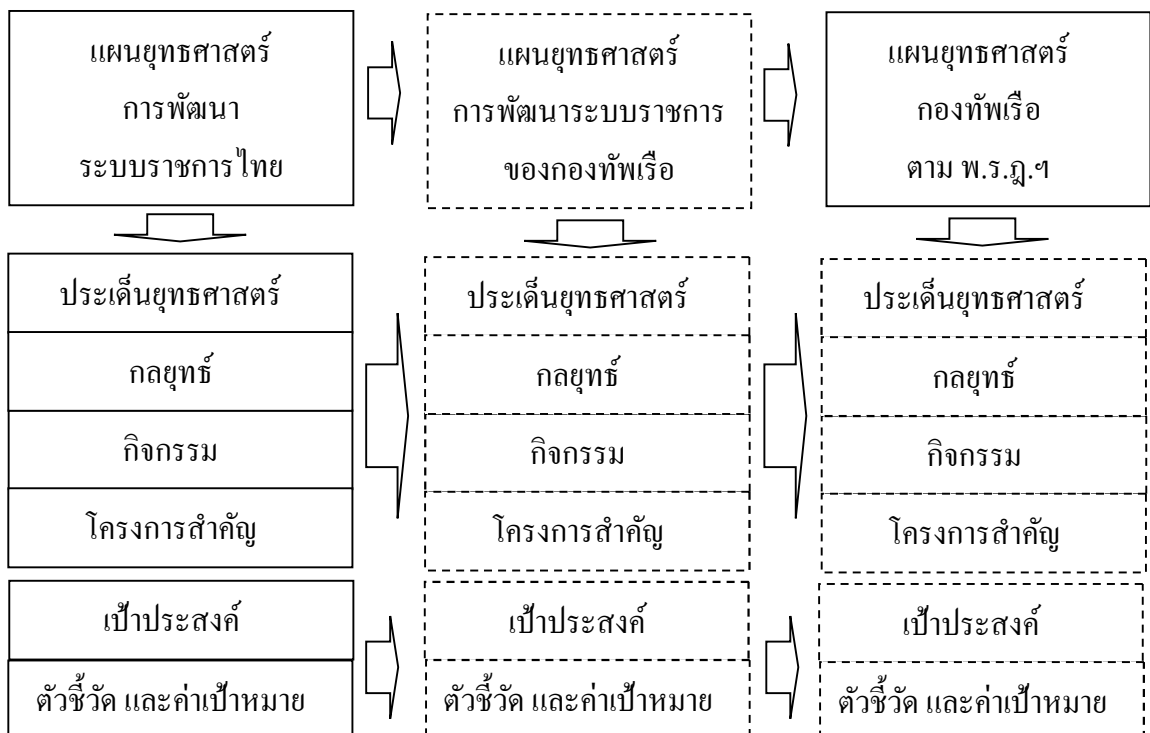 แผนยุทธศาสตร์
การพัฒนา
ระบบราชการไทย
แผนยุทธศาสตร์
การพัฒนาระบบราชการ
ของกองทัพเรือ
แผนยุทธศาสตร์
กองทัพเรือ
ตาม พ.ร.ฎ.ฯ
ประเด็นยุทธศาสตร์
กลยุทธ์
กิจกรรม
โครงการสำคัญ
เป้าประสงค์
ตัวชี้วัด และค่าเป้าหมาย
ประเด็นยุทธศาสตร์
กลยุทธ์
กิจกรรม
โครงการสำคัญ
เป้าประสงค์
ตัวชี้วัด และค่าเป้าหมาย
ประเด็นยุทธศาสตร์
กลยุทธ์
กิจกรรม
โครงการสำคัญ
เป้าประสงค์
ตัวชี้วัด และค่าเป้าหมาย